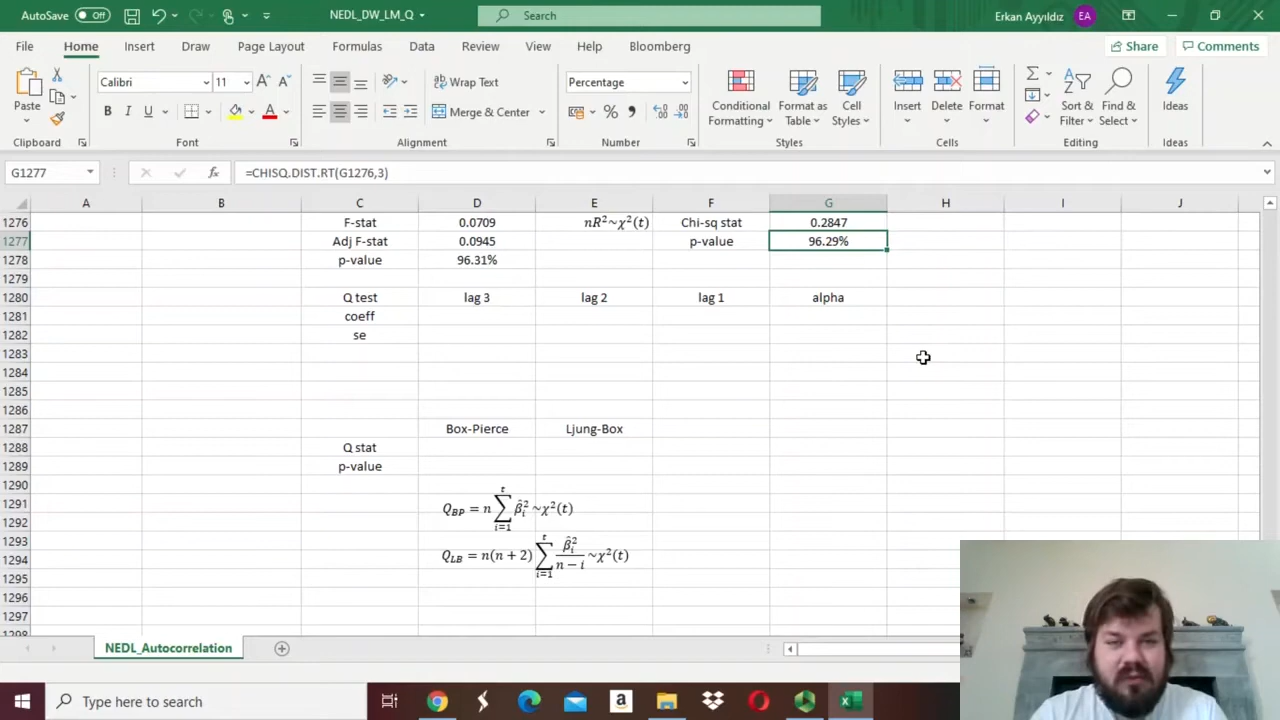 AutoSave Off NEDL_DW_LM_Q Search Erkan Ayyıldız EA
File Home Insert Draw Page Layout Formulas Data Review View Help Bloomberg Share Comments
Paste Calibri 11 Wrap Text Percentage Conditional Formatting Format as Table Cell Styles Insert Delete Format Sort & Filter Find & Select Ideas
B I U Merge & Center
Clipboard Font Alignment Number Styles Cells Editing Ideas
G1277 fx =CHISQ.DIST.RT(G1276,3)
A B C D E F G H I J
1276 F-stat 0.0709 nR²~χ²(t) Chi-sq stat 0.2847
1277 Adj F-stat 0.0945 p-value 96.29%
1278 p-value 96.31%
1279
1280 Q test lag 3 lag 2 lag 1 alpha
1281 coeff
1282 se
1283
1284
1285
1286
1287 Box-Pierce Ljung-Box
1288 Q stat
1289 p-value
1290
1291 Q_BP = n ∑_{i=1}^{t} β̂_i² ~χ²(t)
1292
1293
1294 Q_LB = n(n + 2) ∑_{i=1}^{t} β̂_i²/(n − i) ~χ²(t)
1295
1296
1297
1298
NEDL_Autocorrelation
Type here to search